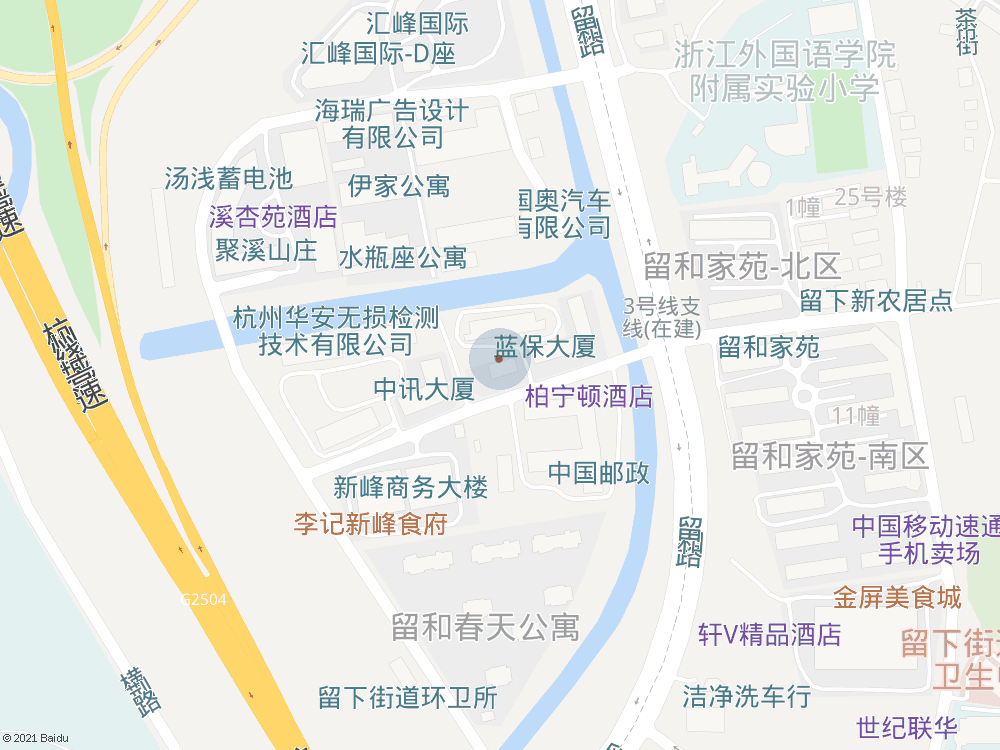 汇峰国际
汇峰国际-D座
留和路
茶市街
浙江外国语学院
附属实验小学
海瑞广告设计
有限公司
汤浅蓄电池
伊家公寓
溪杏苑酒店
国奥汽车
有限公司
1幢
25号楼
聚溪山庄
水瓶座公寓
留和家苑-北区
3号线支
线(在建)
留下新农居点
杭州华安无损检测
技术有限公司
蓝保大厦
留和家苑
杭绕高速
中讯大厦
柏宁顿酒店
11幢
留和家苑-南区
新峰商务大楼
中国邮政
李记新峰食府
留和路
中国移动速通
手机卖场
G2504
金屏美食城
留和春天公寓
轩V精品酒店
留下街道
卫生
横路
留下街道环卫所
洁净洗车行
世纪联华
© 2021 Baidu